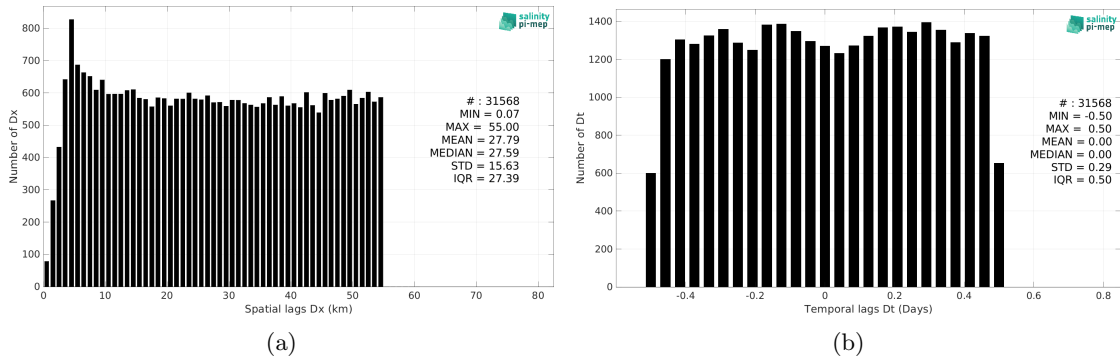 900
800
700
600
500
400
300
200
100
0
Number of Dx
0 10 20 30 40 50 60 70 80
Spatial lags Dx (km)
salinity
pi-mep
# : 31568
MIN = 0.07
MAX = 55.00
MEAN = 27.79
MEDIAN = 27.59
STD = 15.63
IQR = 27.39
(a)
1400
1200
1000
800
600
400
200
0
Number of Dt
-0.4 -0.2 0 0.2 0.4 0.6 0.8
Temporal lags Dt (Days)
salinity
pi-mep
# : 31568
MIN = -0.50
MAX = 0.50
MEAN = 0.00
MEDIAN = 0.00
STD = 0.29
IQR = 0.50
(b)